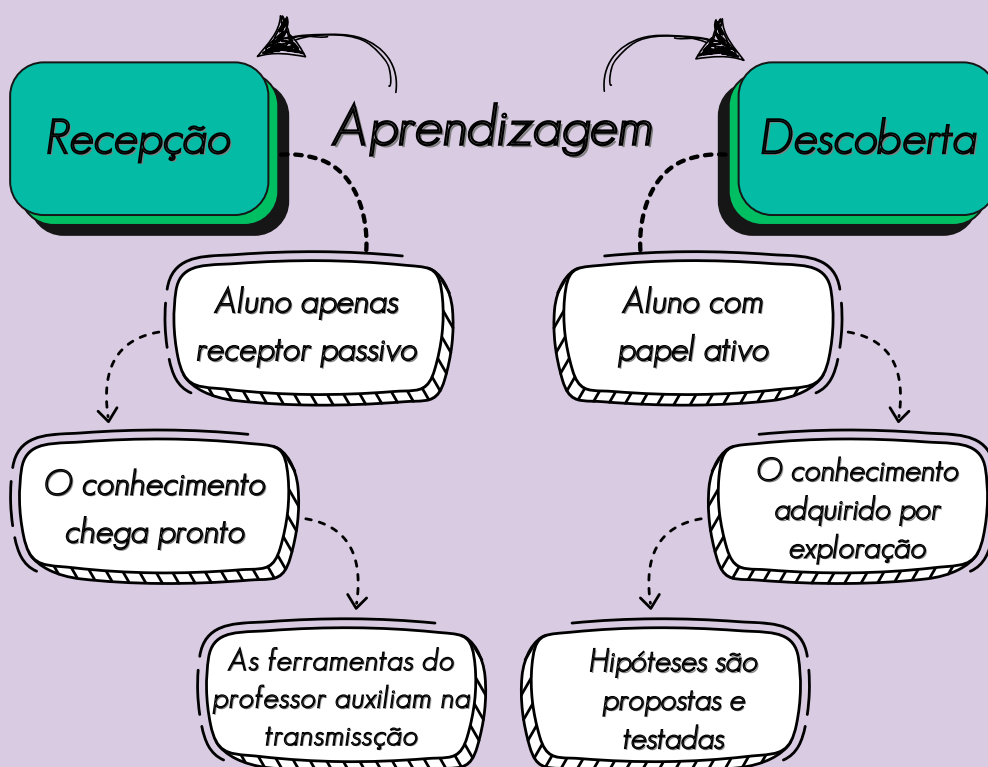 Recepção
Aprendizagem
Descoberta
Aluno apenas
receptor passivo
Aluno com
papel ativo
O conhecimento
chega pronto
O conhecimento
adquirido por
exploração
As ferramentas do
professor auxiliam na
transmissção
Hipóteses são
propostas e
testadas